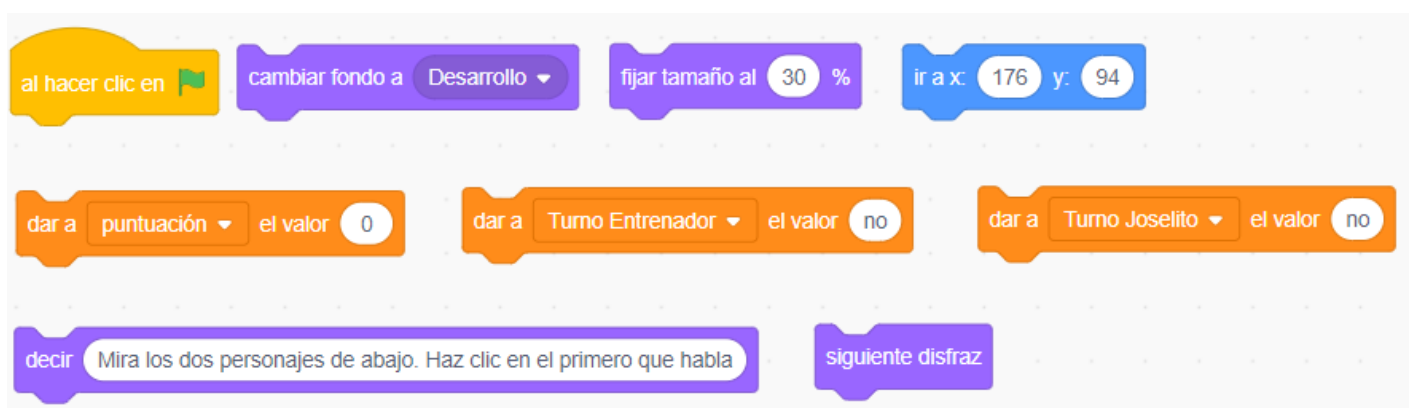 al hacer clic en
cambiar fondo a Desarrollo
fijar tamaño al 30 %
ir a x: 176 y: 94
dar a puntuación el valor 0
dar a Turno Entrenador el valor no
dar a Turno Joselito el valor no
decir Mira los dos personajes de abajo. Haz clic en el primero que habla
siguiente disfraz